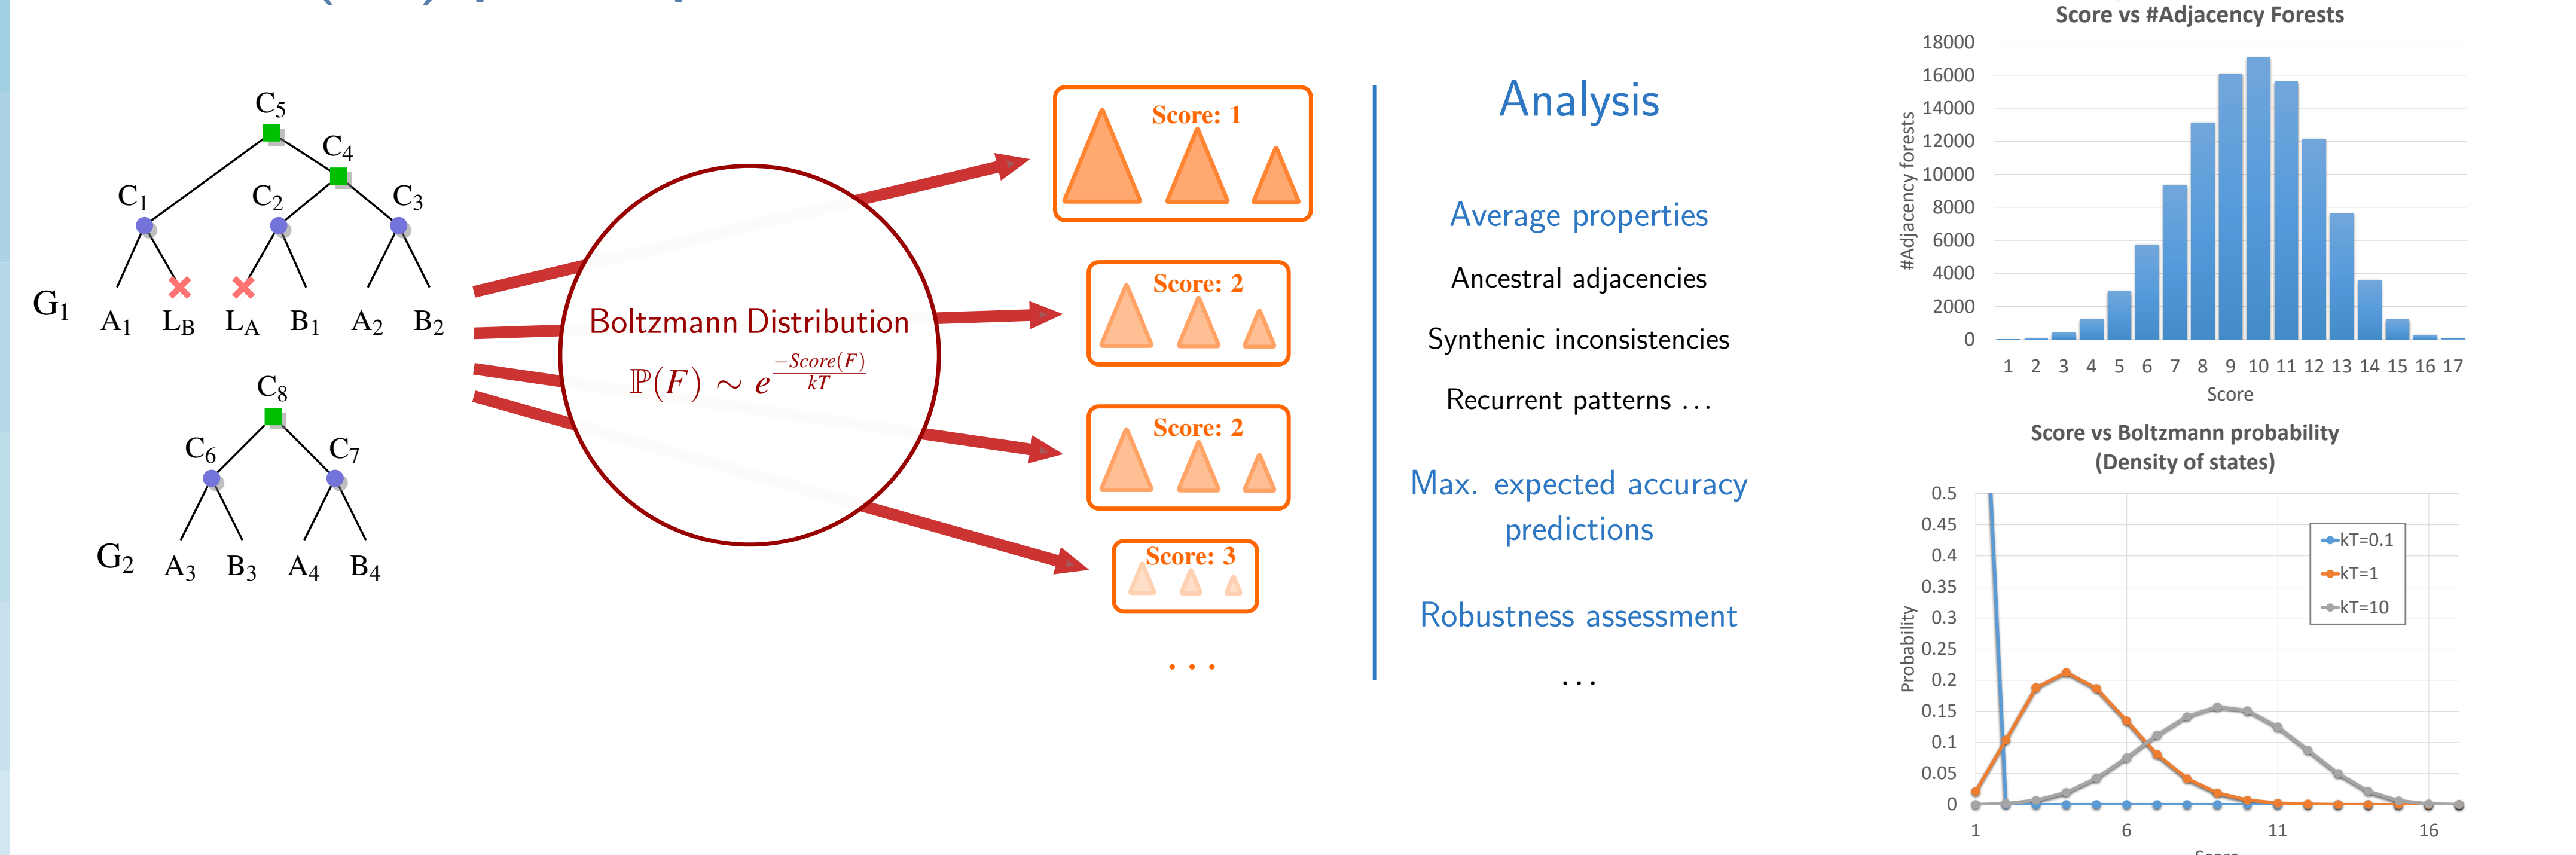 C5
C4
C1
C2
C3
G1
A1
LB
LA
B1
A2
B2
C8
C6
C7
G2
A3
B3
A4
B4
Boltzmann Distribution
ℙ(F) ∼ e^{−Score(F)/kT}
Score: 1
Score: 2
Score: 2
Score: 3
...
Analysis
Average properties
Ancestral adjacencies
Synthenic inconsistencies
Recurrent patterns ...
Max. expected accuracy
predictions
Robustness assessment
...
Score vs #Adjacency Forests
#Adjacency forests
18000
16000
14000
12000
10000
8000
6000
4000
2000
0
1 2 3 4 5 6 7 8 9 10 11 12 13 14 15 16 17
Score
Score vs Boltzmann probability
(Density of states)
Probability
0.5
0.45
0.4
0.35
0.3
0.25
0.2
0.15
0.1
0.05
0
kT=0.1
kT=1
kT=10
1 6 11 16